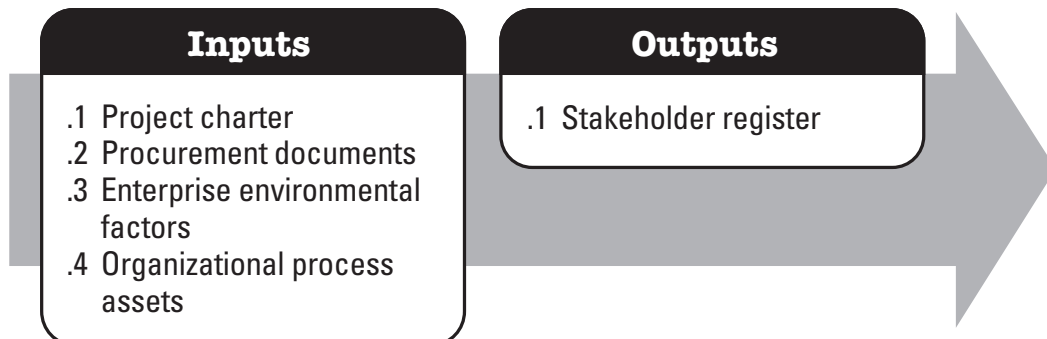 Inputs
.1 Project charter
.2 Procurement documents
.3 Enterprise environmental
factors
.4 Organizational process
assets
Outputs
.1 Stakeholder register